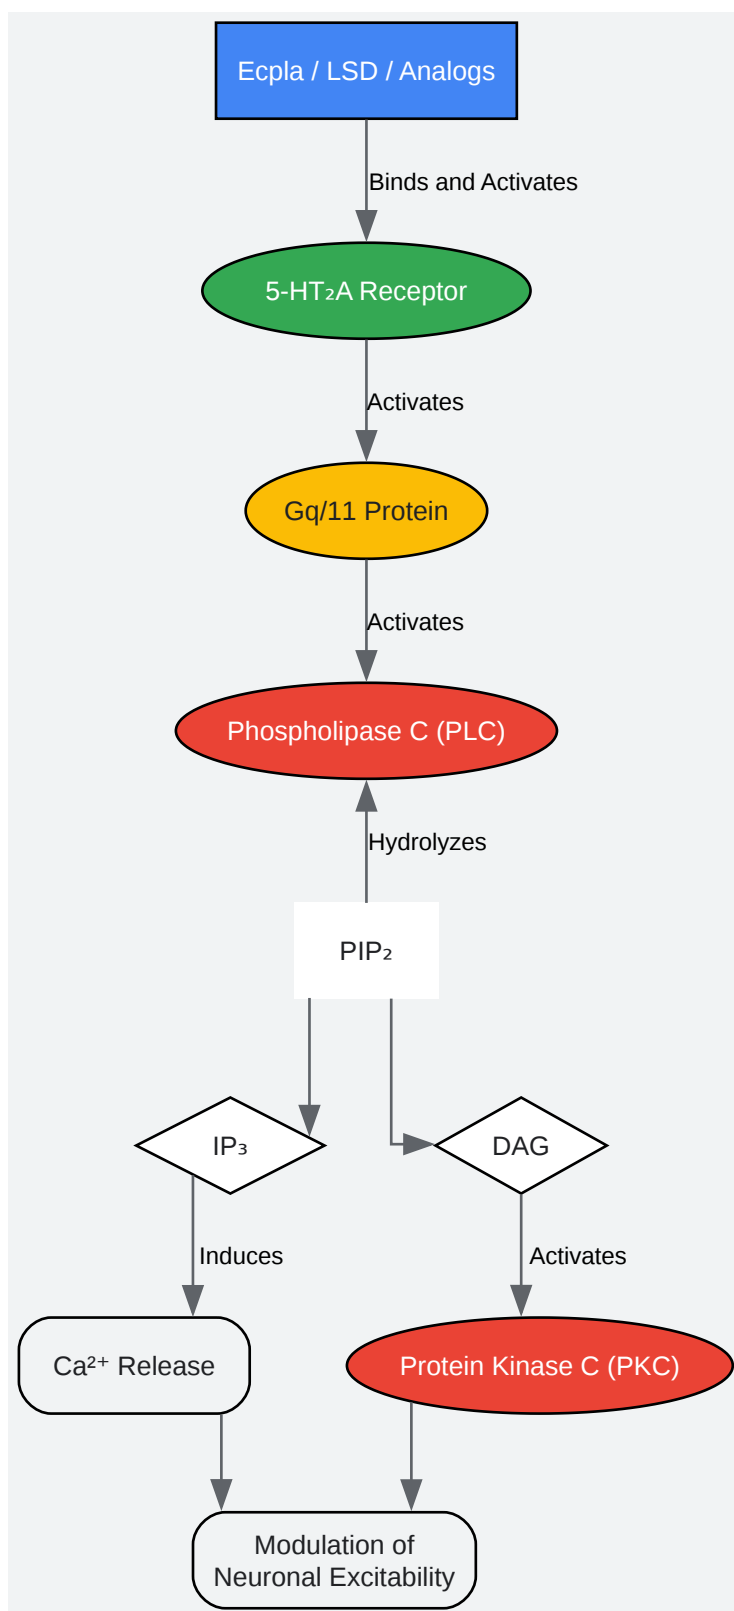 Ecpla / LSD / Analogs
Binds and Activates
5-HT₂A Receptor
Activates
Gq/11 Protein
Activates
Phospholipase C (PLC)
Hydrolyzes
PIP₂
IP₃
DAG
Induces
Activates
Ca²⁺ Release
Protein Kinase C (PKC)
Modulation of
Neuronal Excitability